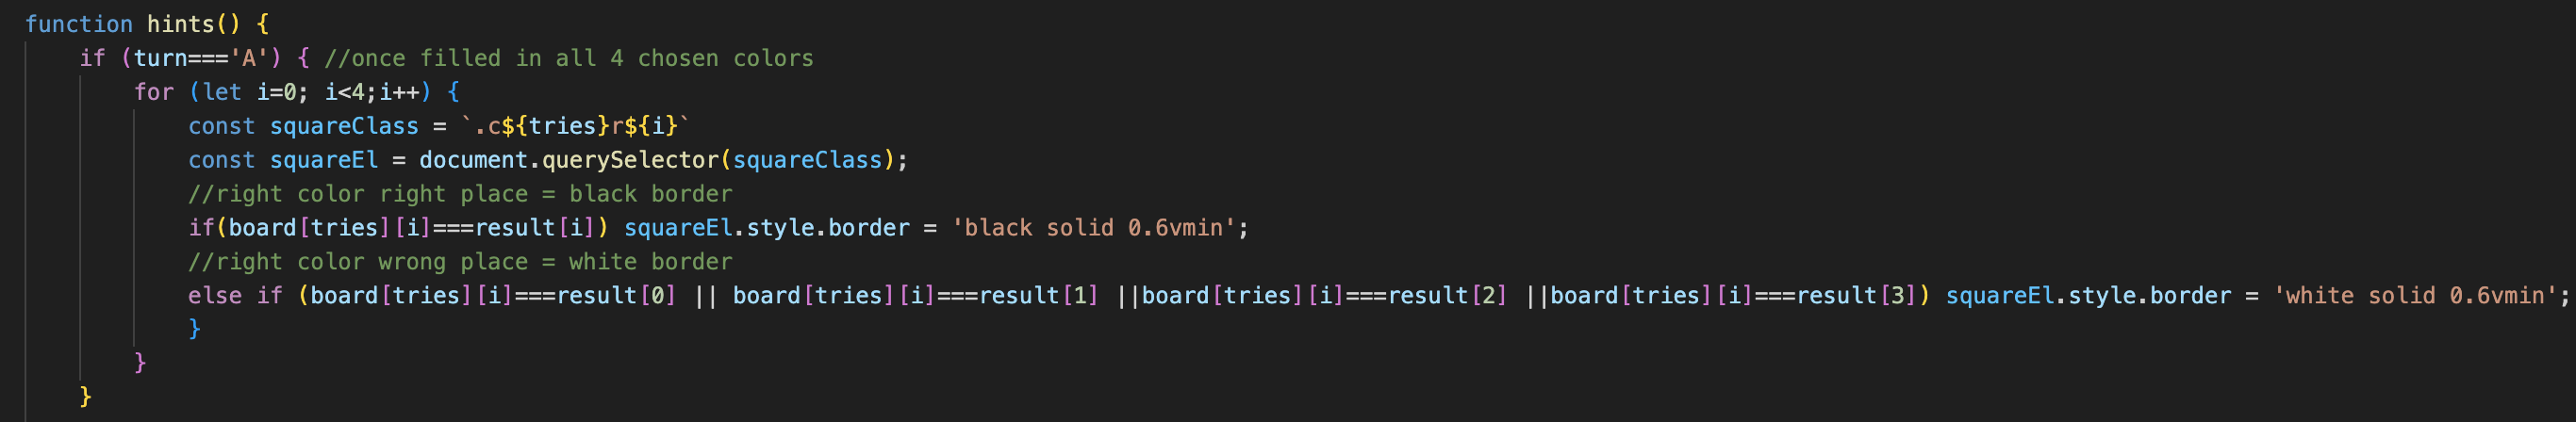 function hints() {
    if (turn==='A') { //once filled in all 4 chosen colors
        for (let i=0; i<4;i++) {
            const squareClass = `.c${tries}r${i}`
            const squareEl = document.querySelector(squareClass);
            //right color right place = black border
            if(board[tries][i]===result[i]) squareEl.style.border = 'black solid 0.6vmin';
            //right color wrong place = white border
            else if (board[tries][i]===result[0] || board[tries][i]===result[1] ||board[tries][i]===result[2] ||board[tries][i]===result[3]) squareEl.style.border = 'white solid 0.6vmin';
            }
        }
    }